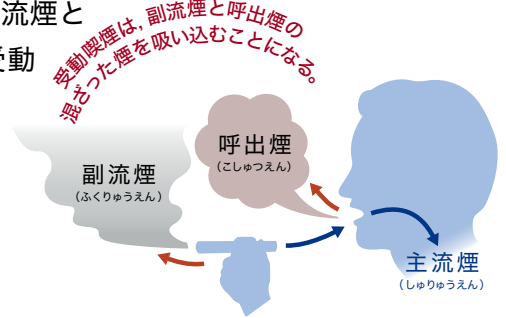 流煙と
受動
受動喫煙は，副流煙と呼出煙の
混ざった煙を吸い込むことになる。
呼出煙
（こしゅつえん）
副流煙
（ふくりゅうえん）
主流煙
（しゅりゅうえん）